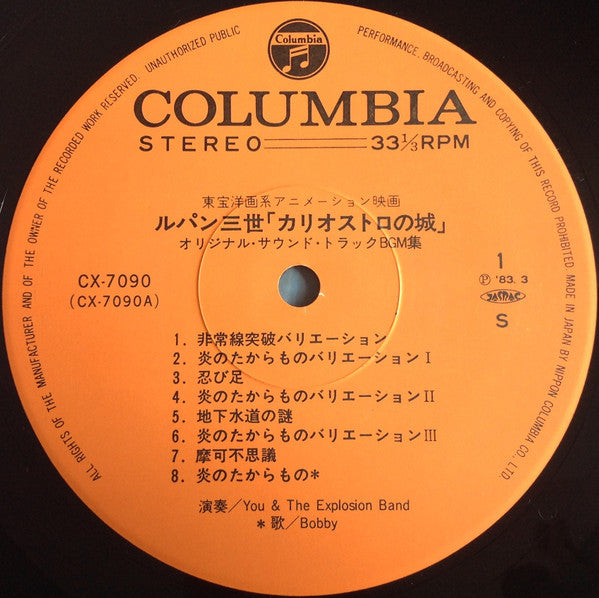 Columbia
COLUMBIA
STEREO 33⅓RPM
東宝洋画系アニメーション映画
ルパン三世「カリオストロの城」
オリジナル・サウンド・トラックBGM集
CX-7090
(CX-7090A)
1
Ⓟ '83. 3
JASRAC
S
1. 非常線突破バリエーション
2. 炎のたからものバリエーションⅠ
3. 忍び足
4. 炎のたからものバリエーションⅡ
5. 地下水道の謎
6. 炎のたからものバリエーションⅢ
7. 摩可不思議
8. 炎のたからもの*
演奏/You & The Explosion Band
*歌/Bobby
ALL RIGHTS OF THE MANUFACTURER AND OF THE OWNER OF THE RECORDED WORK RESERVED. UNAUTHORIZED PUBLIC PERFORMANCE, BROADCASTING AND COPYING OF THIS RECORD PROHIBITED. MADE IN JAPAN BY NIPPON COLUMBIA CO., LTD.